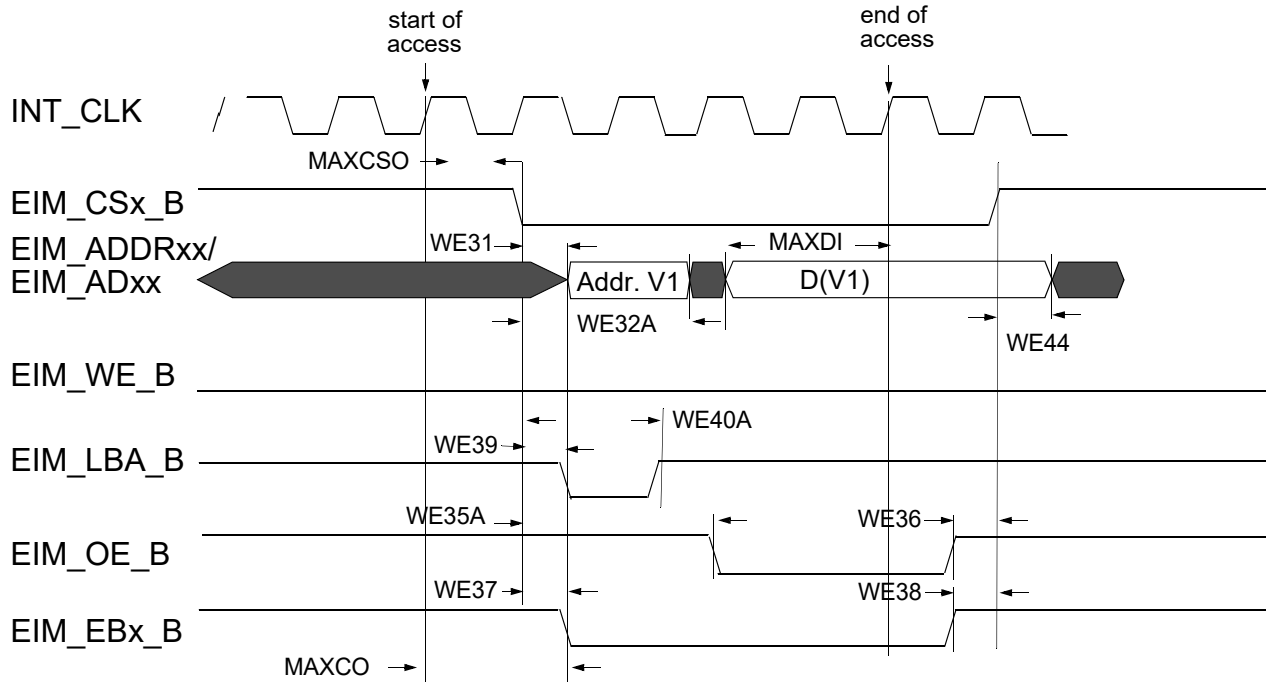 start of
access
end of
access
INT_CLK
MAXCSO
EIM_CSx_B
EIM_ADDRxx/
EIM_ADxx
WE31
MAXDI
Addr. V1
D(V1)
WE32A
WE44
EIM_WE_B
WE40A
WE39
EIM_LBA_B
WE35A
WE36
EIM_OE_B
WE37
WE38
EIM_EBx_B
MAXCO